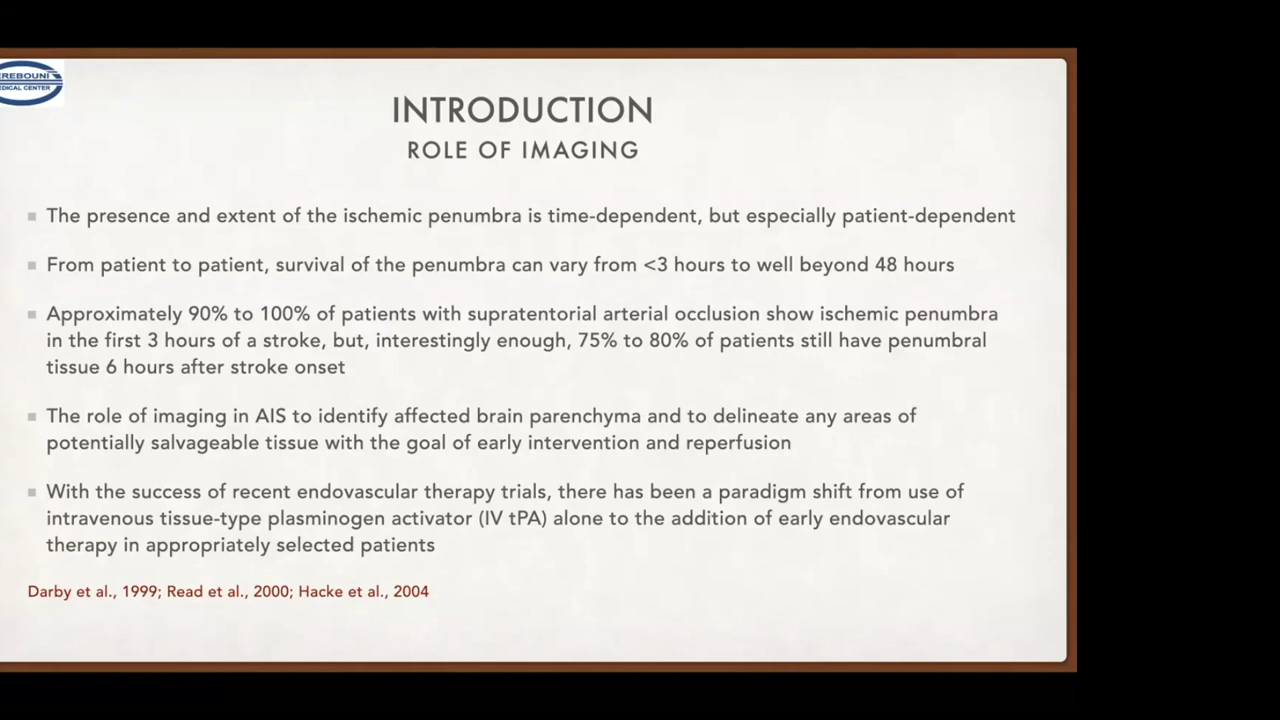 EREBOUNI
EDICAL CENTER
INTRODUCTION
ROLE OF IMAGING
The presence and extent of the ischemic penumbra is time-dependent, but especially patient-dependent
From patient to patient, survival of the penumbra can vary from <3 hours to well beyond 48 hours
Approximately 90% to 100% of patients with supratentorial arterial occlusion show ischemic penumbra
in the first 3 hours of a stroke, but, interestingly enough, 75% to 80% of patients still have penumbral
tissue 6 hours after stroke onset
The role of imaging in AIS to identify affected brain parenchyma and to delineate any areas of
potentially salvageable tissue with the goal of early intervention and reperfusion
With the success of recent endovascular therapy trials, there has been a paradigm shift from use of
intravenous tissue-type plasminogen activator (IV tPA) alone to the addition of early endovascular
therapy in appropriately selected patients
Darby et al., 1999; Read et al., 2000; Hacke et al., 2004